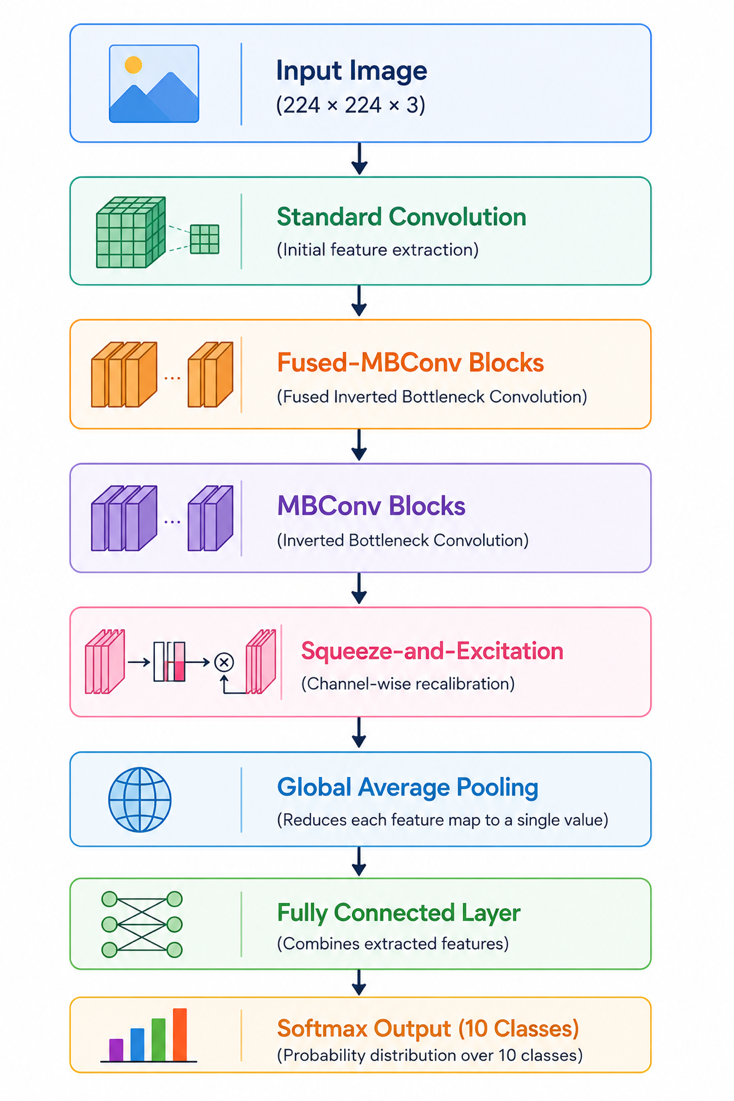 Input Image
(224 × 224 × 3)
Standard Convolution
(Initial feature extraction)
Fused-MBConv Blocks
(Fused Inverted Bottleneck Convolution)
MBConv Blocks
(Inverted Bottleneck Convolution)
Squeeze-and-Excitation
(Channel-wise recalibration)
Global Average Pooling
(Reduces each feature map to a single value)
Fully Connected Layer
(Combines extracted features)
Softmax Output (10 Classes)
(Probability distribution over 10 classes)